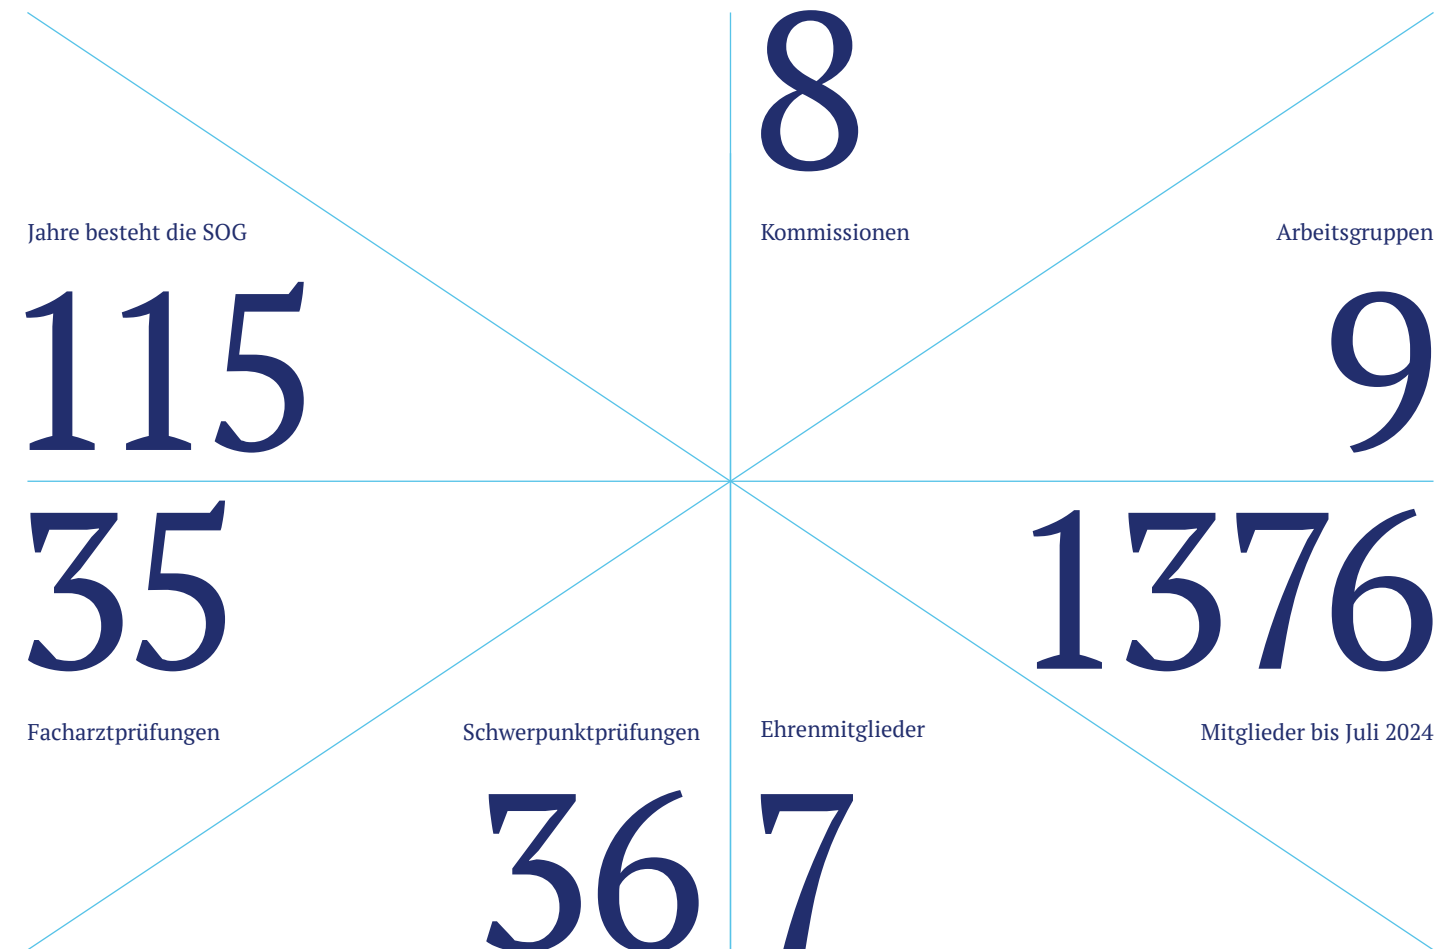 8
Kommissionen
Arbeitsgruppen
9
Jahre besteht die SOG
115
35
Facharztprüfungen
1376
Mitglieder bis Juli 2024
Schwerpunktprüfungen
36
Ehrenmitglieder
7